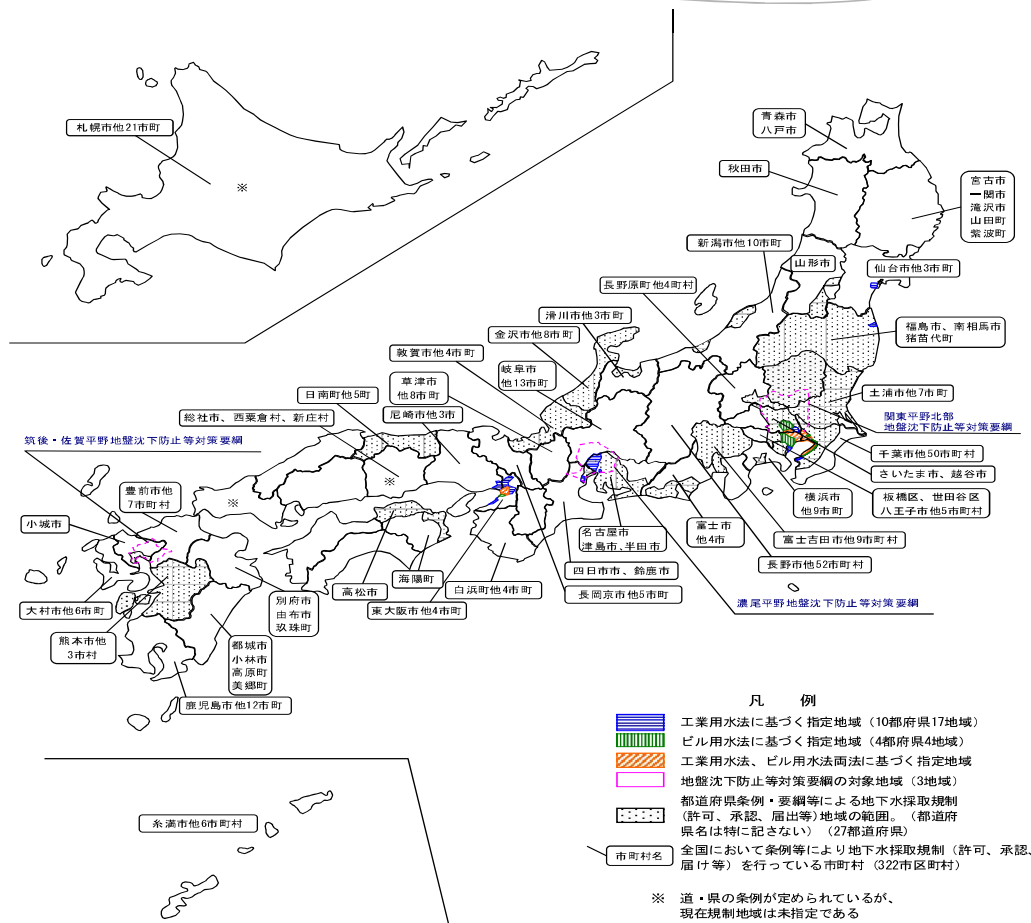 札幌市他21市町
※
青森市
八戸市
秋田市
宮古市
一関市
滝沢市
山田町
紫波町
新潟市他10市町
山形市
仙台市他3市町
長野原町他4町村
滑川市他3市町
金沢市他8市町
福島市、南相馬市
猪苗代町
敦賀市他4市町
岐阜市
他13市町
草津市
他8市町
日南町他5町
尼崎市他3市
土浦市他7市町
総社市、西粟倉村、新庄村
関東平野北部
地盤沈下防止等対策要綱
筑後・佐賀平野地盤沈下防止等対策要綱
千葉市他50市町村
さいたま市、越谷市
※
豊前市他
7市町村
※
横浜市
他9市町
板橋区、世田谷区
八王子市他5市町村
小城市
名古屋市
津島市、半田市
富士市
他4市
富士吉田市他9市町村
長野市他52市町村
四日市市、鈴鹿市
海陽町
白浜町他4市町
長岡京市他5市町
高松市
大村市他6市町
別府市
由布市
玖珠町
東大阪市他4市町
濃尾平野地盤沈下防止等対策要綱
熊本市他
3市村
都城市
小林市
高原町
美郷町
鹿児島市他12市町
糸満市他6市町村
凡 例
工業用水法に基づく指定地域（10都府県17地域）
ビル用水法に基づく指定地域（4都府県4地域）
工業用水法、ビル用水法両法に基づく指定地域
地盤沈下防止等対策要綱の対象地域（3地域）
都道府県条例・要綱等による地下水採取規制
(許可、承認、届出等)地域の範囲。（都道府
県名は特に記さない）（27都道府県）
市町村名
全国において条例等により地下水採取規制（許可、承認、
届け等）を行っている市町村（322市区町村）
※ 道・県の条例が定められているが、
現在規制地域は未指定である